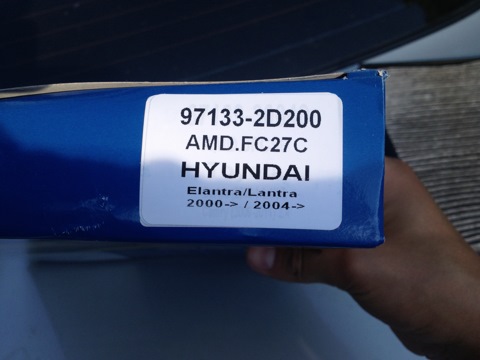 97133-2D200
AMD.FC27C
HYUNDAI
Elantra/Lantra
2000-> / 2004->